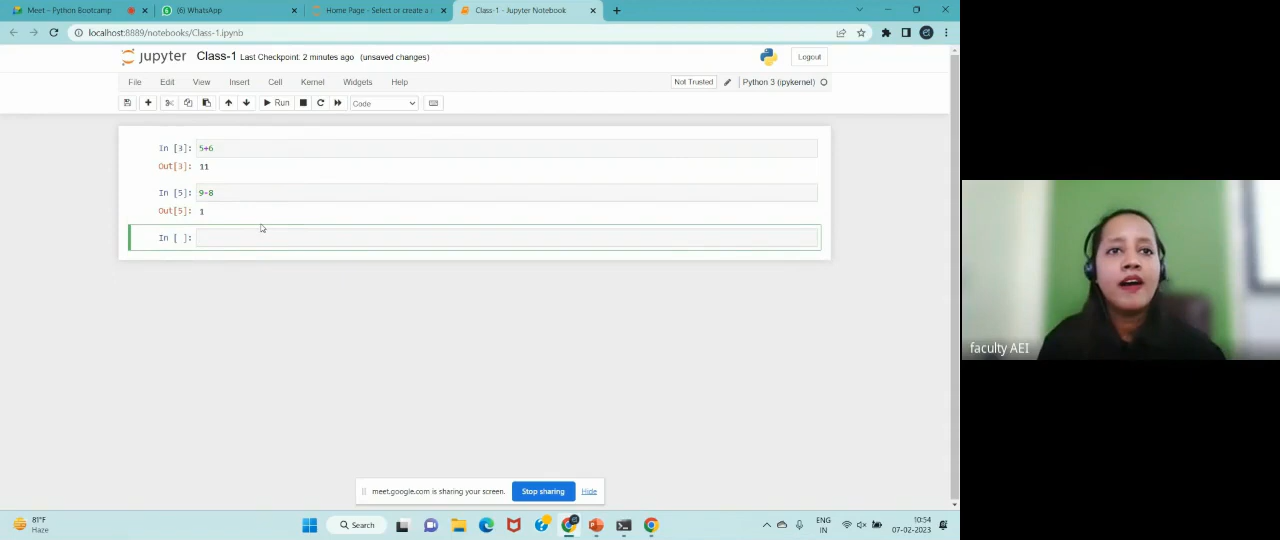 Meet - Python Bootcamp
(6) WhatsApp
Home Page - Select or create a
Class-1 - Jupyter Notebook
localhost:8889/notebooks/Class-1.ipynb
jupyter Class-1 Last Checkpoint: 2 minutes ago (unsaved changes)
Logout
File Edit View Insert Cell Kernel Widgets Help
Not Trusted
Python 3 (ipykernel)
Run
Code
In [3]: 5+6
Out[3]: 11
In [5]: 9-8
Out[5]: 1
In [ ]:
faculty AEI
meet.google.com is sharing your screen.
Stop sharing
Hide
81°F
Haze
Search
ENG
IN
10:54
07-02-2023